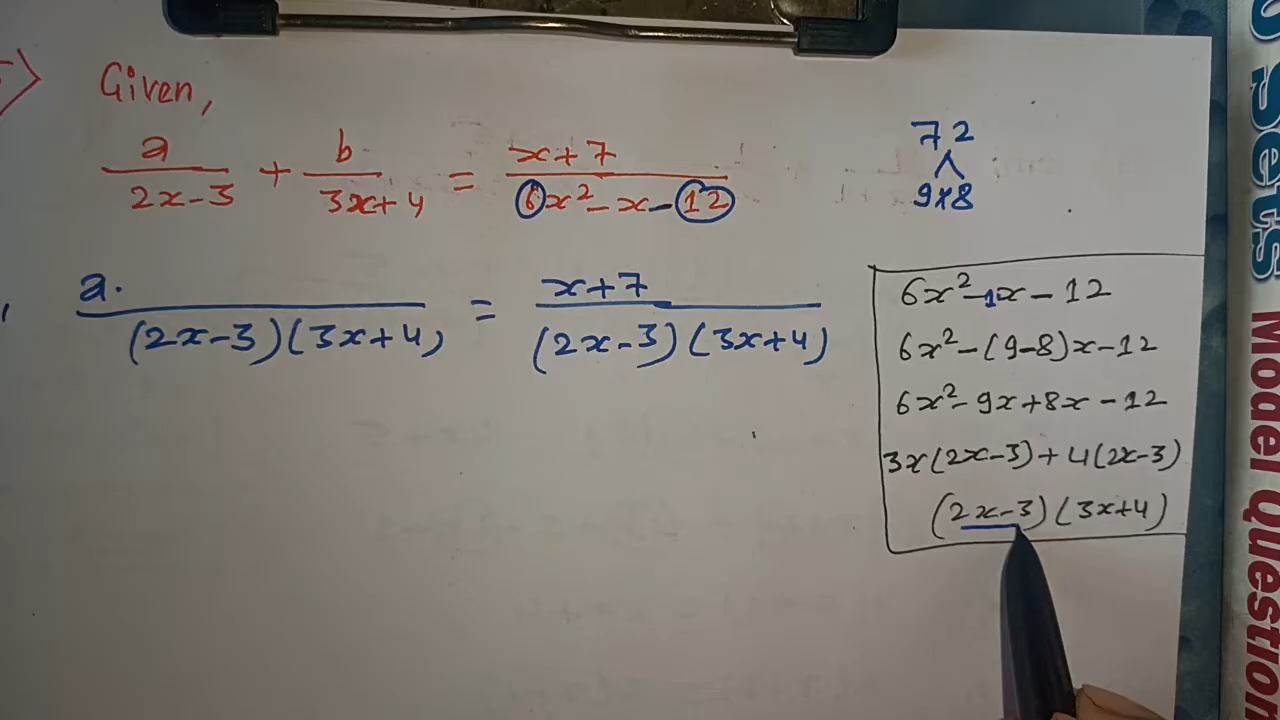 Given,
a/(2x-3) + b/(3x+4) = (x+7)/(6x²-x-12)
72
9×8
a. /(2x-3)(3x+4) = x+7/(2x-3)(3x+4)
6x²-1x-12
6x²-(9-8)x-12
6x²-9x+8x-12
3x(2x-3)+4(2x-3)
(2x-3)(3x+4)
Sets
Model Question